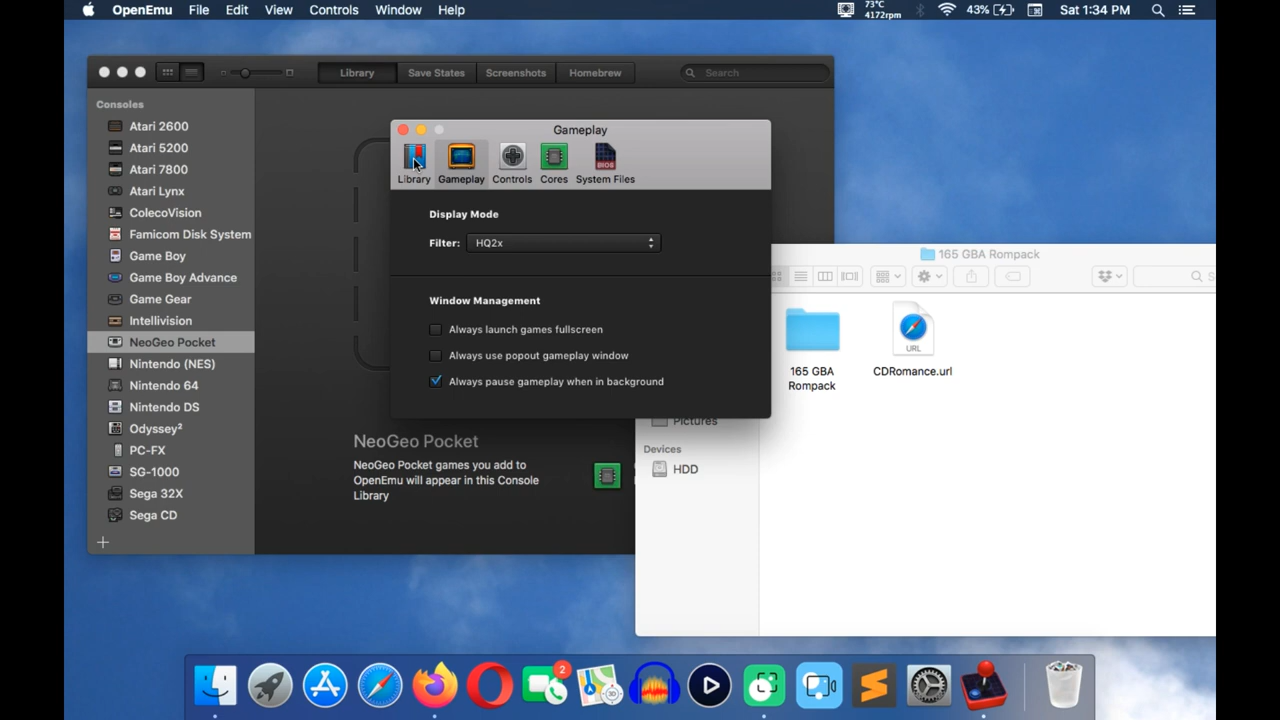 OpenEmu File Edit View Controls Window Help
73°C
4172rpm
43%
Sat 1:34 PM
Library Save States Screenshots Homebrew
Search
Consoles
Atari 2600
Atari 5200
Atari 7800
Atari Lynx
ColecoVision
Famicom Disk System
Game Boy
Game Boy Advance
Game Gear
Intellivision
NeoGeo Pocket
Nintendo (NES)
Nintendo 64
Nintendo DS
Odyssey²
PC-FX
SG-1000
Sega 32X
Sega CD
Gameplay
BIOS
Library Gameplay Controls Cores System Files
Display Mode
Filter: HQ2x
Window Management
Always launch games fullscreen
Always use popout gameplay window
Always pause gameplay when in background
NeoGeo Pocket
NeoGeo Pocket games you add to
OpenEmu will appear in this Console
Library
165 GBA Rompack
URL
165 GBA
Rompack
CDRomance.url
Pictures
Devices
HDD
2
3D